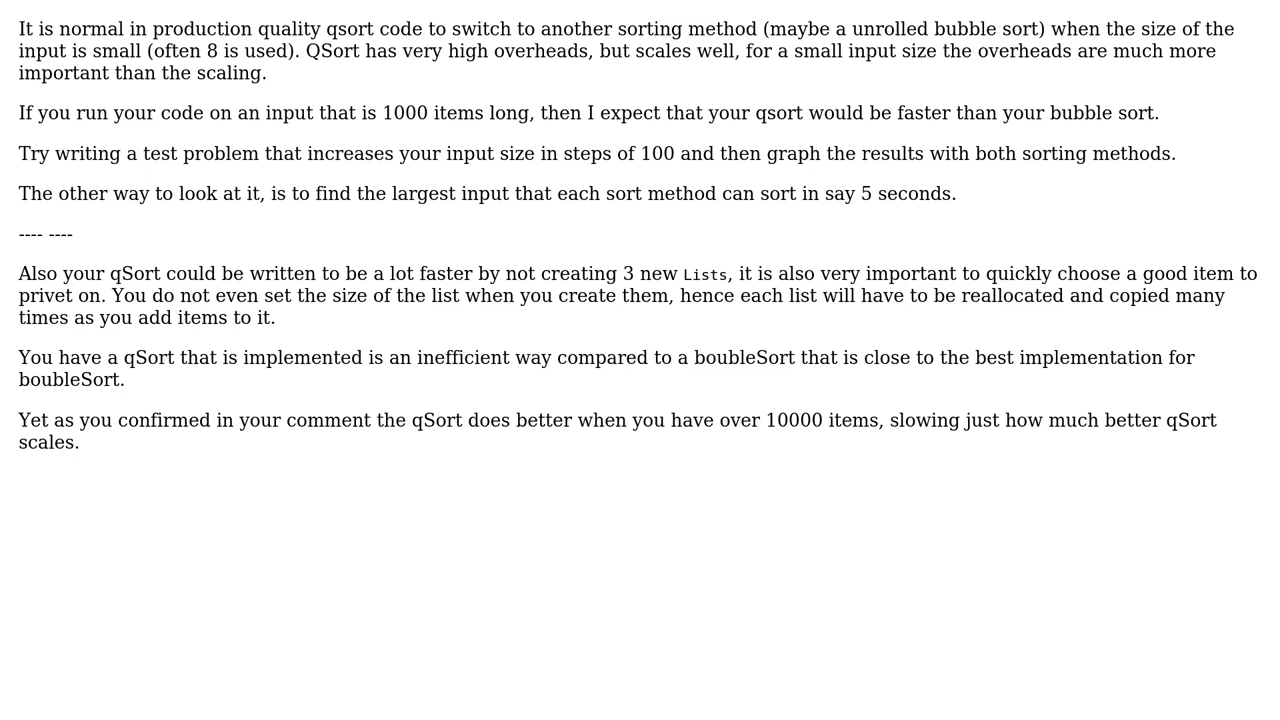 It is normal in production quality qsort code to switch to another sorting method (maybe a unrolled bubble sort) when the size of the
input is small (often 8 is used). QSort has very high overheads, but scales well, for a small input size the overheads are much more
important than the scaling.
If you run your code on an input that is 1000 items long, then I expect that your qsort would be faster than your bubble sort.
Try writing a test problem that increases your input size in steps of 100 and then graph the results with both sorting methods.
The other way to look at it, is to find the largest input that each sort method can sort in say 5 seconds.
---- ----
Also your qSort could be written to be a lot faster by not creating 3 new Lists, it is also very important to quickly choose a good item to
privet on. You do not even set the size of the list when you create them, hence each list will have to be reallocated and copied many
times as you add items to it.
You have a qSort that is implemented is an inefficient way compared to a boubleSort that is close to the best implementation for
boubleSort.
Yet as you confirmed in your comment the qSort does better when you have over 10000 items, slowing just how much better qSort
scales.